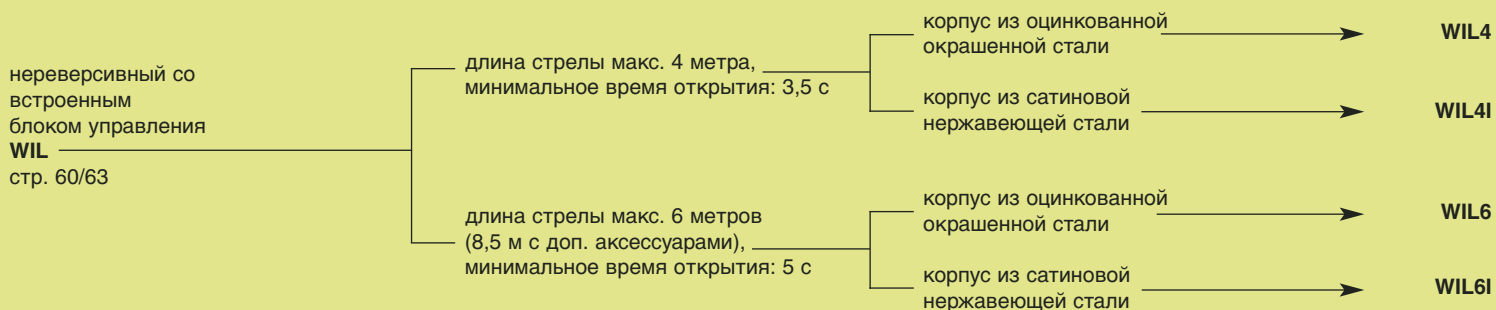 нереверсивный со
встроенным
блоком управления
WIL
стр. 60/63
длина стрелы макс. 4 метра,
минимальное время открытия: 3,5 с
корпус из оцинкованной
окрашенной стали
WIL4
корпус из сатиновой
нержавеющей стали
WIL4I
длина стрелы макс. 6 метров
(8,5 м с доп. аксессуарами),
минимальное время открытия: 5 с
корпус из оцинкованной
окрашенной стали
WIL6
корпус из сатиновой
нержавеющей стали
WIL6I